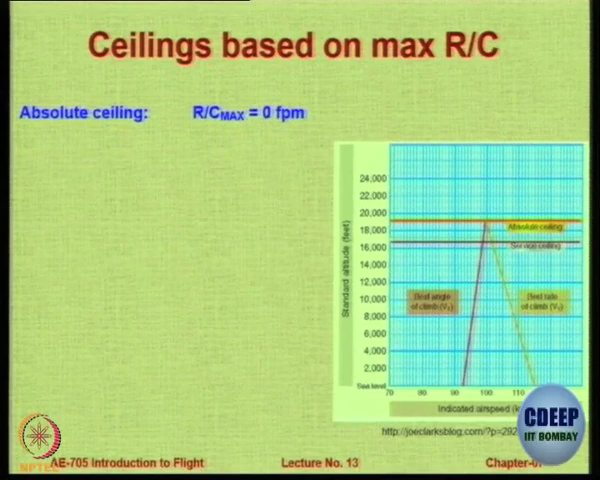 Ceilings based on max R/C
Absolute ceiling: R/CMAX = 0 fpm
Standard altitude (feet)
24,000
22,000
20,000
18,000
16,000
14,000
12,000
10,000
8,000
6,000
4,000
2,000
Sea level
Absolute ceiling
Service ceiling
Best angle
of climb (VX)
Best rate
of climb (VY)
70 80 90 100 110
Indicated airspeed (k
http://joeclarksblog.com/?p=292
CDEEP
IIT BOMBAY
NPTEL
AE-705 Introduction to Flight Lecture No. 13 Chapter-0